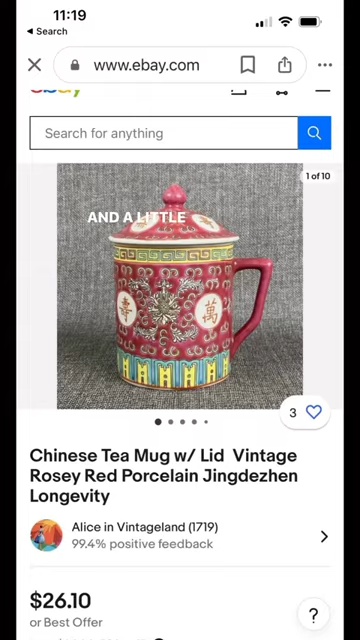 11:19
Search
www.ebay.com
ebay
Search for anything
1 of 10
AND A LITTLE
壽
萬
3
Chinese Tea Mug w/ Lid Vintage
Rosey Red Porcelain Jingdezhen
Longevity
Alice in Vintageland (1719)
99.4% positive feedback
$26.10
or Best Offer
?